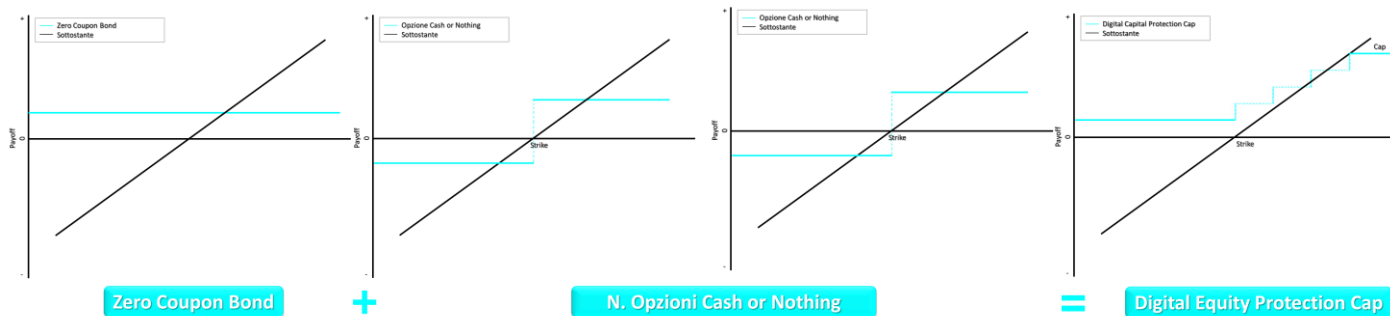 +
Zero Coupon Bond
Sottostante
Payoff
0
-
+
Opzione Cash or Nothing
Sottostante
Payoff
0
Strike
-
+
Opzione Cash or Nothing
Sottostante
Payoff
0
Strike
-
+
Digital Capital Protection Cap
Sottostante
Cap
Payoff
0
Strike
-
Zero Coupon Bond
+
N. Opzioni Cash or Nothing
=
Digital Equity Protection Cap